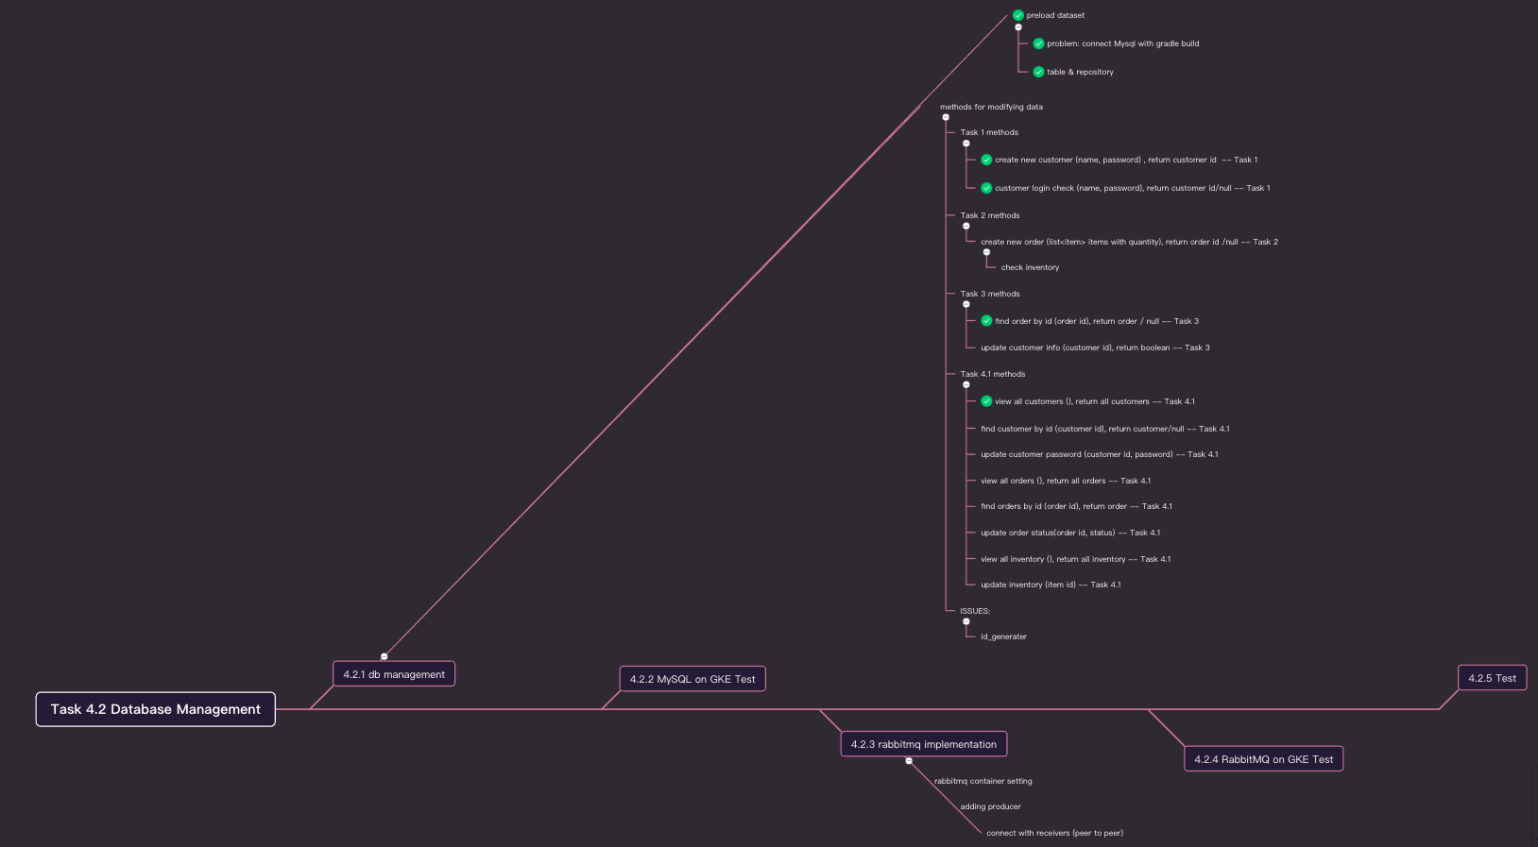 preload dataset
problem: connect Mysql with gradle build
table & repository
methods for modifying data
Task 1 methods
create new customer (name, password) , return customer id -- Task 1
customer login check (name, password), return customer id/null -- Task 1
Task 2 methods
create new order (list<item> items with quantity), return order id /null -- Task 2
check inventory
Task 3 methods
find order by id (order id), return order / null -- Task 3
update customer info (customer id), return boolean -- Task 3
Task 4.1 methods
view all customers (), return all customers -- Task 4.1
find customer by id (customer id), return customer/null -- Task 4.1
update customer password (customer id, password) -- Task 4.1
view all orders (), return all orders -- Task 4.1
find orders by id (order id), return order -- Task 4.1
update order status(order id, status) -- Task 4.1
view all inventory (), return all inventory -- Task 4.1
update inventory (item id) -- Task 4.1
ISSUES:
id_generater
4.2.1 db management
4.2.2 MySQL on GKE Test
4.2.5 Test
Task 4.2 Database Management
4.2.3 rabbitmq implementation
4.2.4 RabbitMQ on GKE Test
rabbitmq container setting
adding producer
connect with receivers (peer to peer)